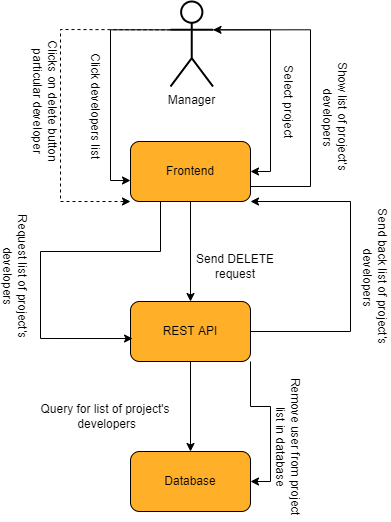 Manager
Clicks on delete button
particular developer
Click developers list
Select project
Show list of project's
developers
Frontend
Request list of project's
developers
Send DELETE
request
Send back list of project's
developers
REST API
Query for list of project's
developers
Remove user from project
list in database
Database